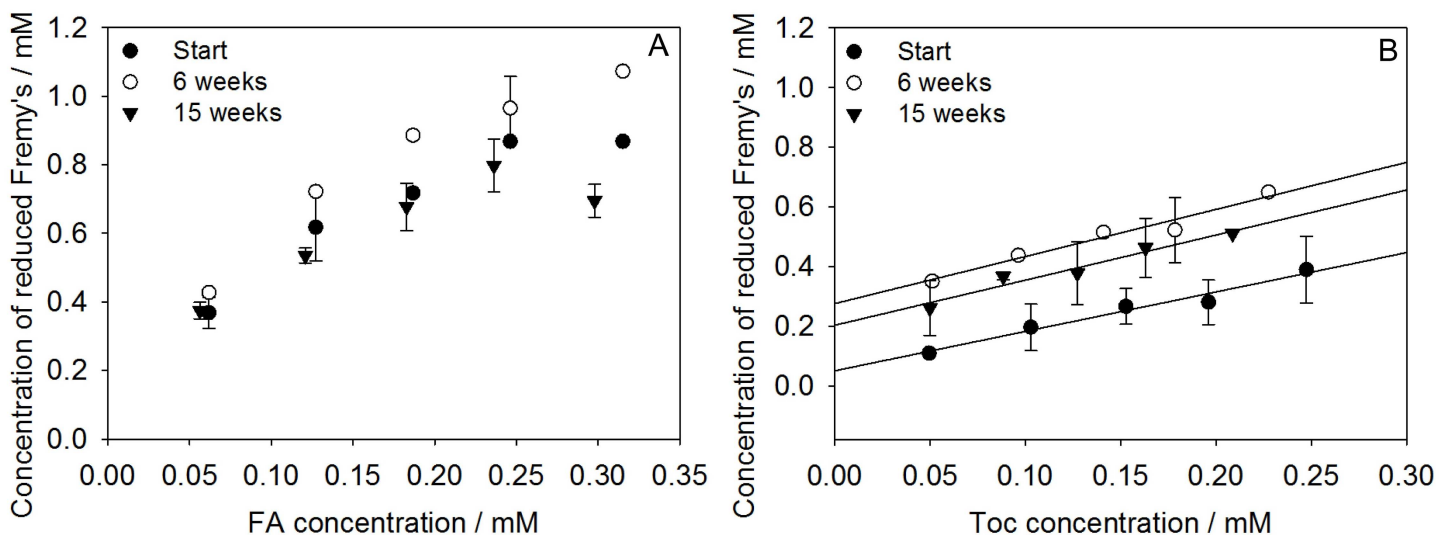 Concentration of reduced Fremy's / mM
1.2
1.0
0.8
0.6
0.4
0.2
0.0
Start
6 weeks
15 weeks
A
0.00 0.05 0.10 0.15 0.20 0.25 0.30 0.35
FA concentration / mM
Concentration of reduced Fremy's / mM
1.2
1.0
0.8
0.6
0.4
0.2
0.0
Start
6 weeks
15 weeks
B
0.00 0.05 0.10 0.15 0.20 0.25 0.30
Toc concentration / mM